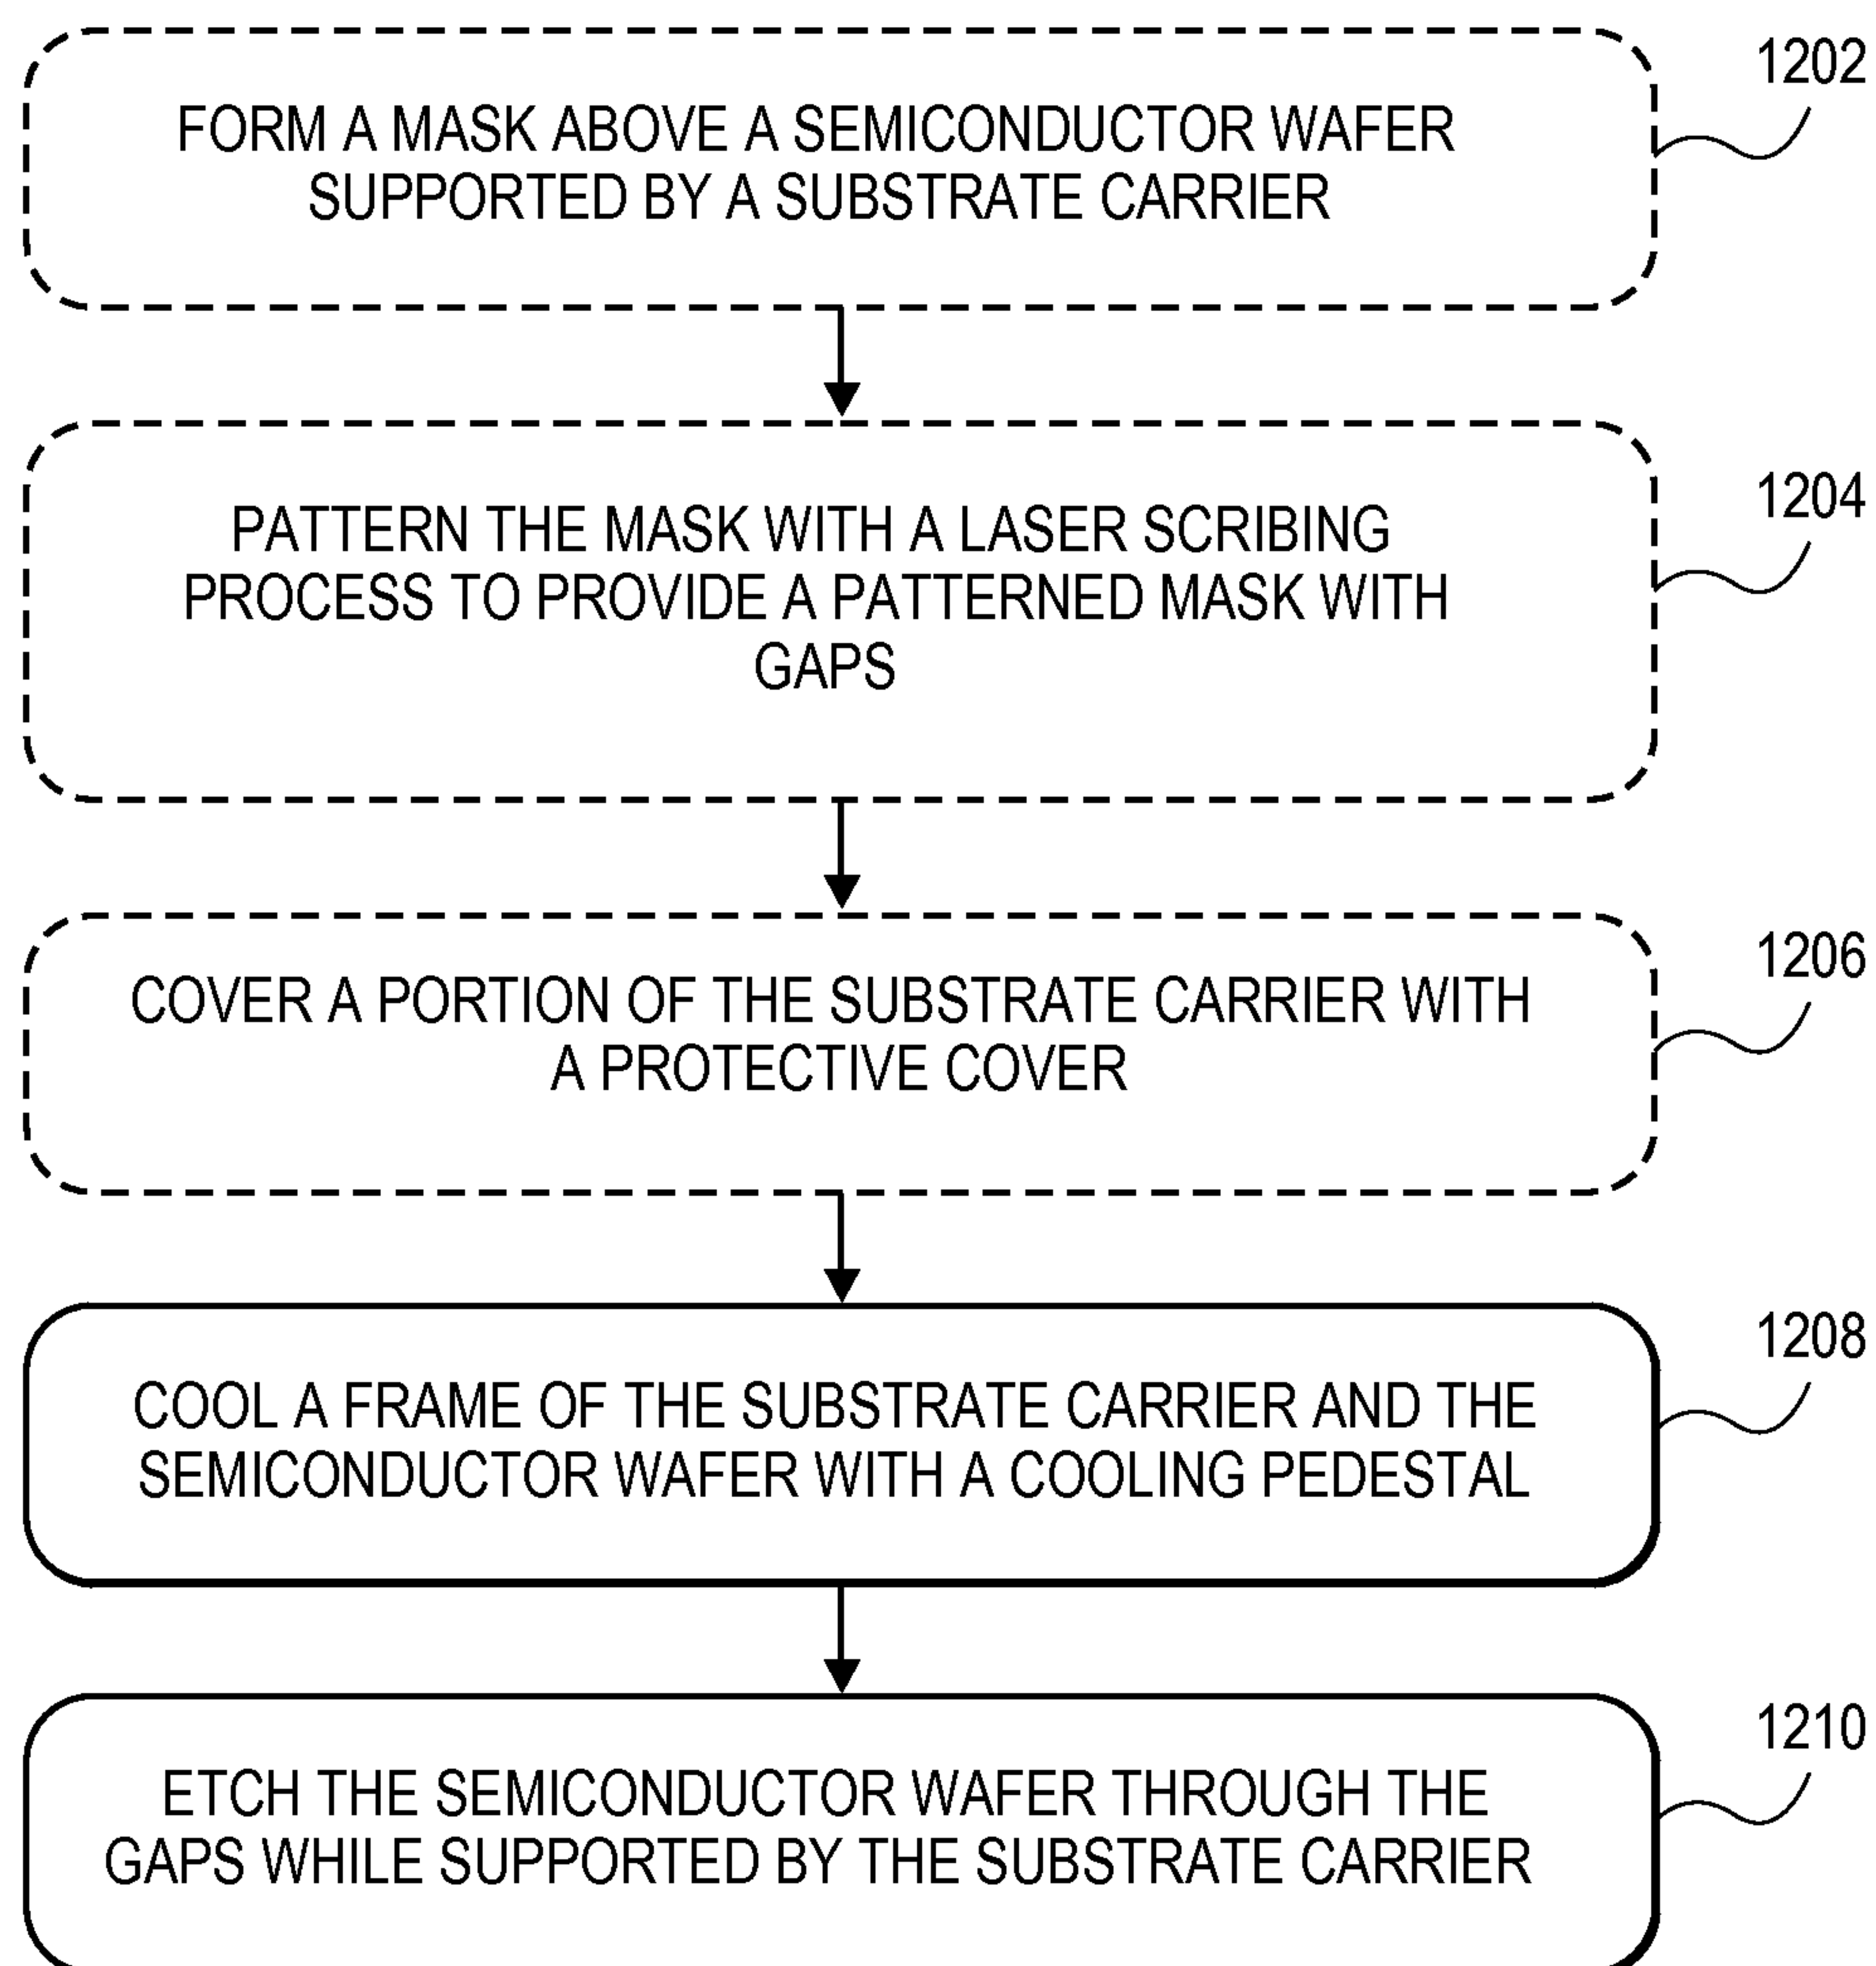 1202
FORM A MASK ABOVE A SEMICONDUCTOR WAFER
SUPPORTED BY A SUBSTRATE CARRIER
1204
PATTERN THE MASK WITH A LASER SCRIBING
PROCESS TO PROVIDE A PATTERNED MASK WITH
GAPS
1206
COVER A PORTION OF THE SUBSTRATE CARRIER WITH
A PROTECTIVE COVER
1208
COOL A FRAME OF THE SUBSTRATE CARRIER AND THE
SEMICONDUCTOR WAFER WITH A COOLING PEDESTAL
1210
ETCH THE SEMICONDUCTOR WAFER THROUGH THE
GAPS WHILE SUPPORTED BY THE SUBSTRATE CARRIER